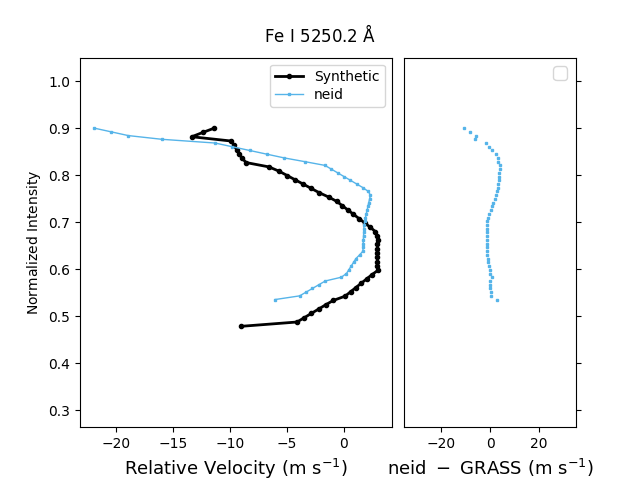 Fe I 5250.2 Å
Synthetic
neid
Normalized Intensity
1.0
0.9
0.8
0.7
0.6
0.5
0.4
0.3
−20 −15 −10 −5 0
−20 0 20
Relative Velocity (m s⁻¹)
neid − GRASS (m s⁻¹)